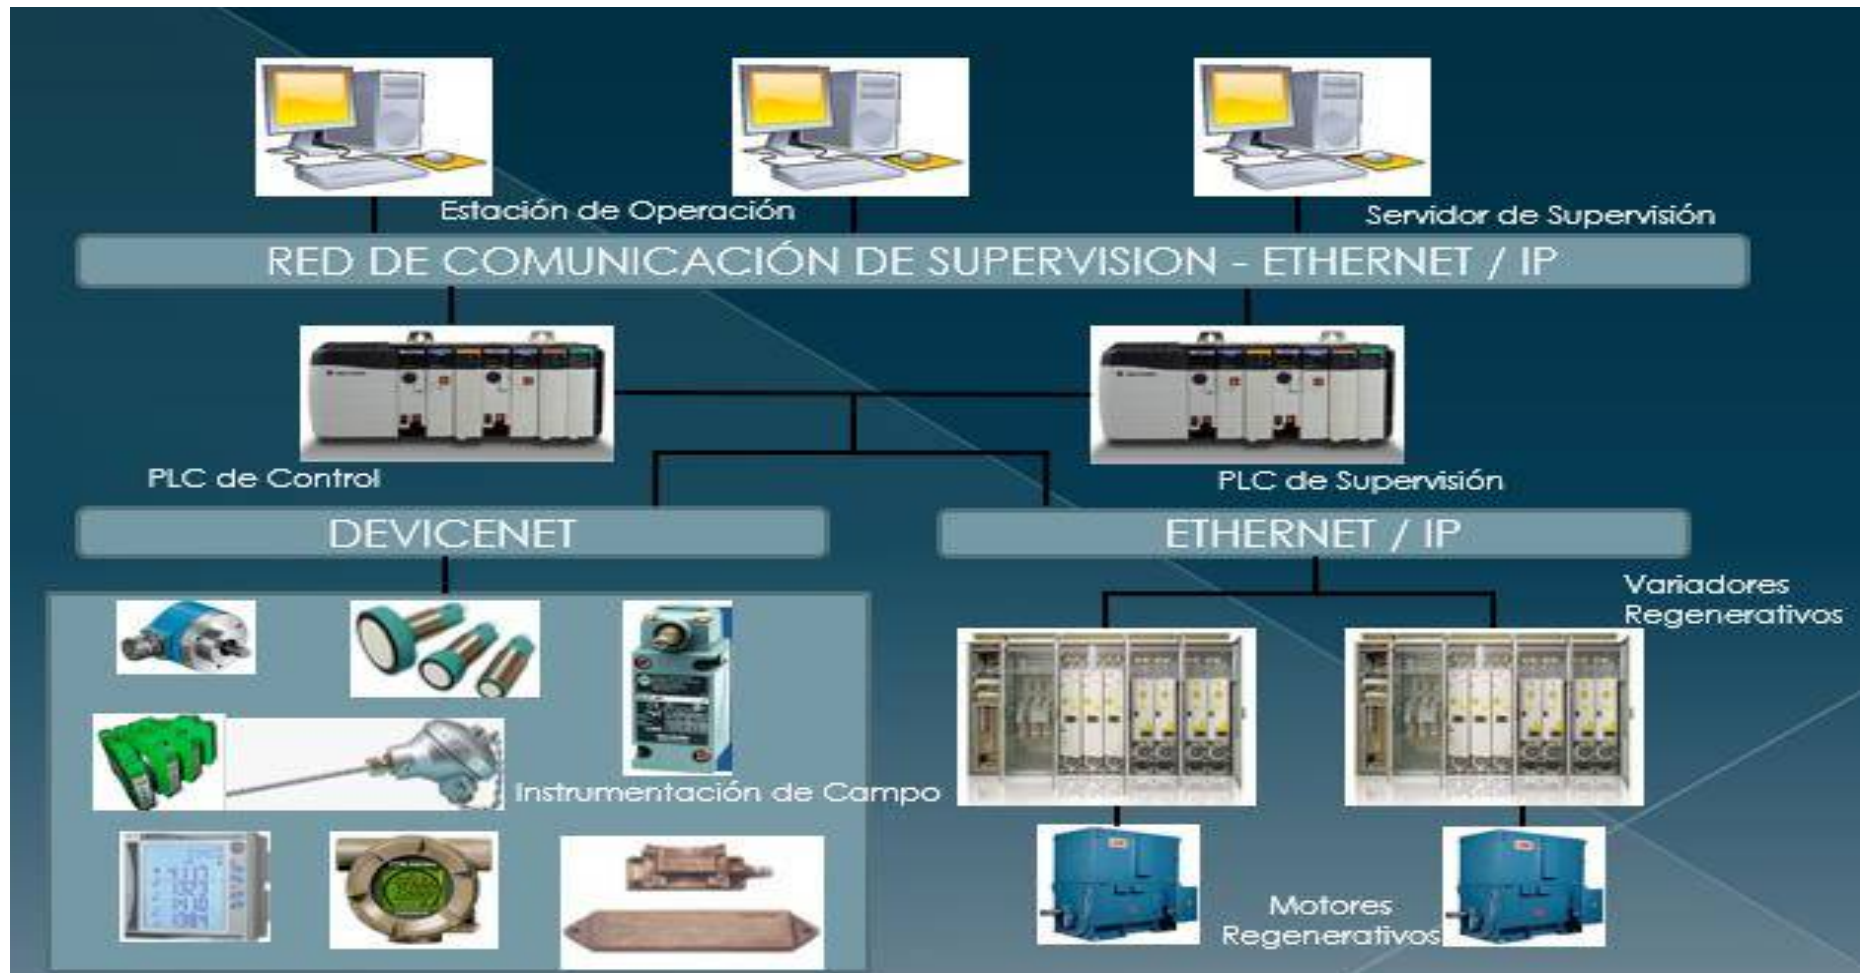 Estación de Operación
Servidor de Supervisión
RED DE COMUNICACIÓN DE SUPERVISION - ETHERNET / IP
PLC de Control
PLC de Supervisión
DEVICENET
ETHERNET / IP
Variadores
Regenerativos
Instrumentación de Campo
Motores
Regenerativos